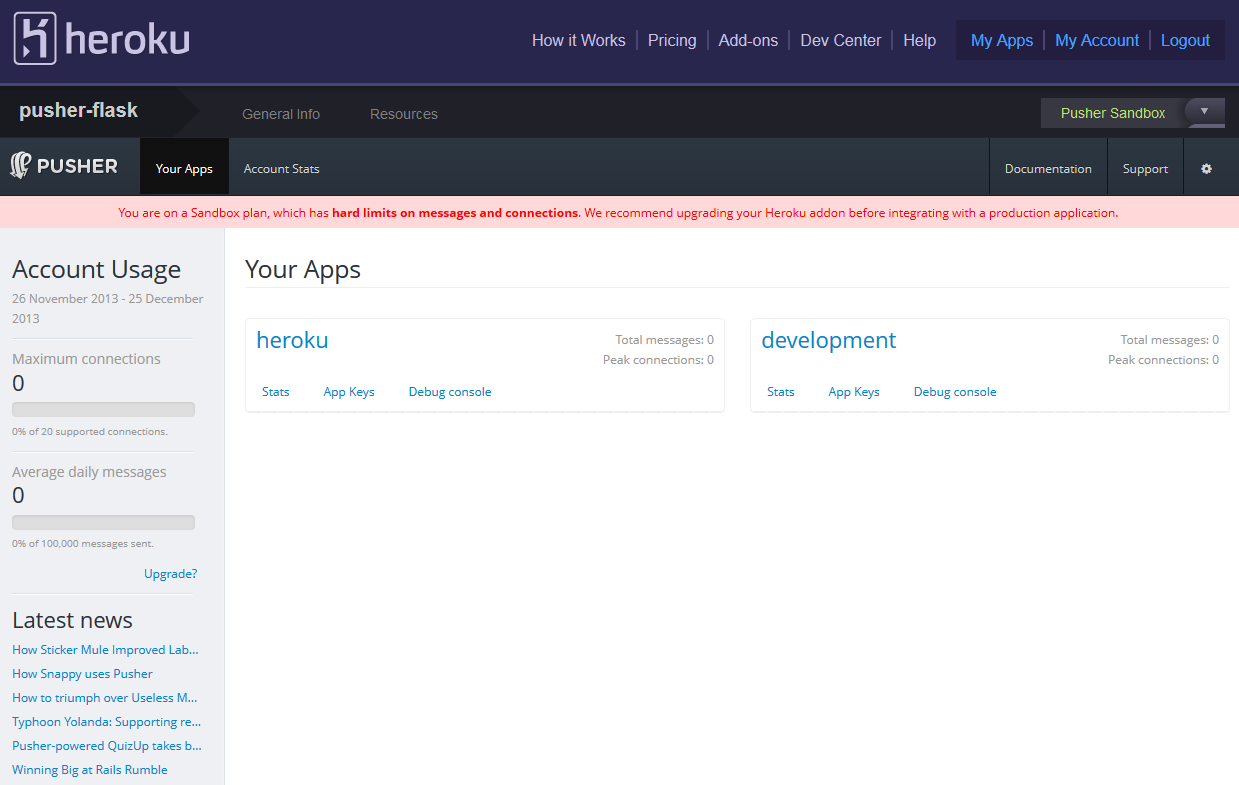 heroku
How it Works Pricing Add-ons Dev Center Help My Apps My Account Logout
pusher-flask General Info Resources Pusher Sandbox
PUSHER Your Apps Account Stats Documentation Support
You are on a Sandbox plan, which has hard limits on messages and connections. We recommend upgrading your Heroku addon before integrating with a production application.
Account Usage
26 November 2013 - 25 December
2013
Maximum connections
0
0% of 20 supported connections.
Average daily messages
0
0% of 100,000 messages sent.
Upgrade?
Latest news
How Sticker Mule Improved Lab...
How Snappy uses Pusher
How to triumph over Useless M...
Typhoon Yolanda: Supporting re...
Pusher-powered QuizUp takes b...
Winning Big at Rails Rumble
Your Apps
heroku
Total messages: 0
Peak connections: 0
Stats App Keys Debug console
development
Total messages: 0
Peak connections: 0
Stats App Keys Debug console